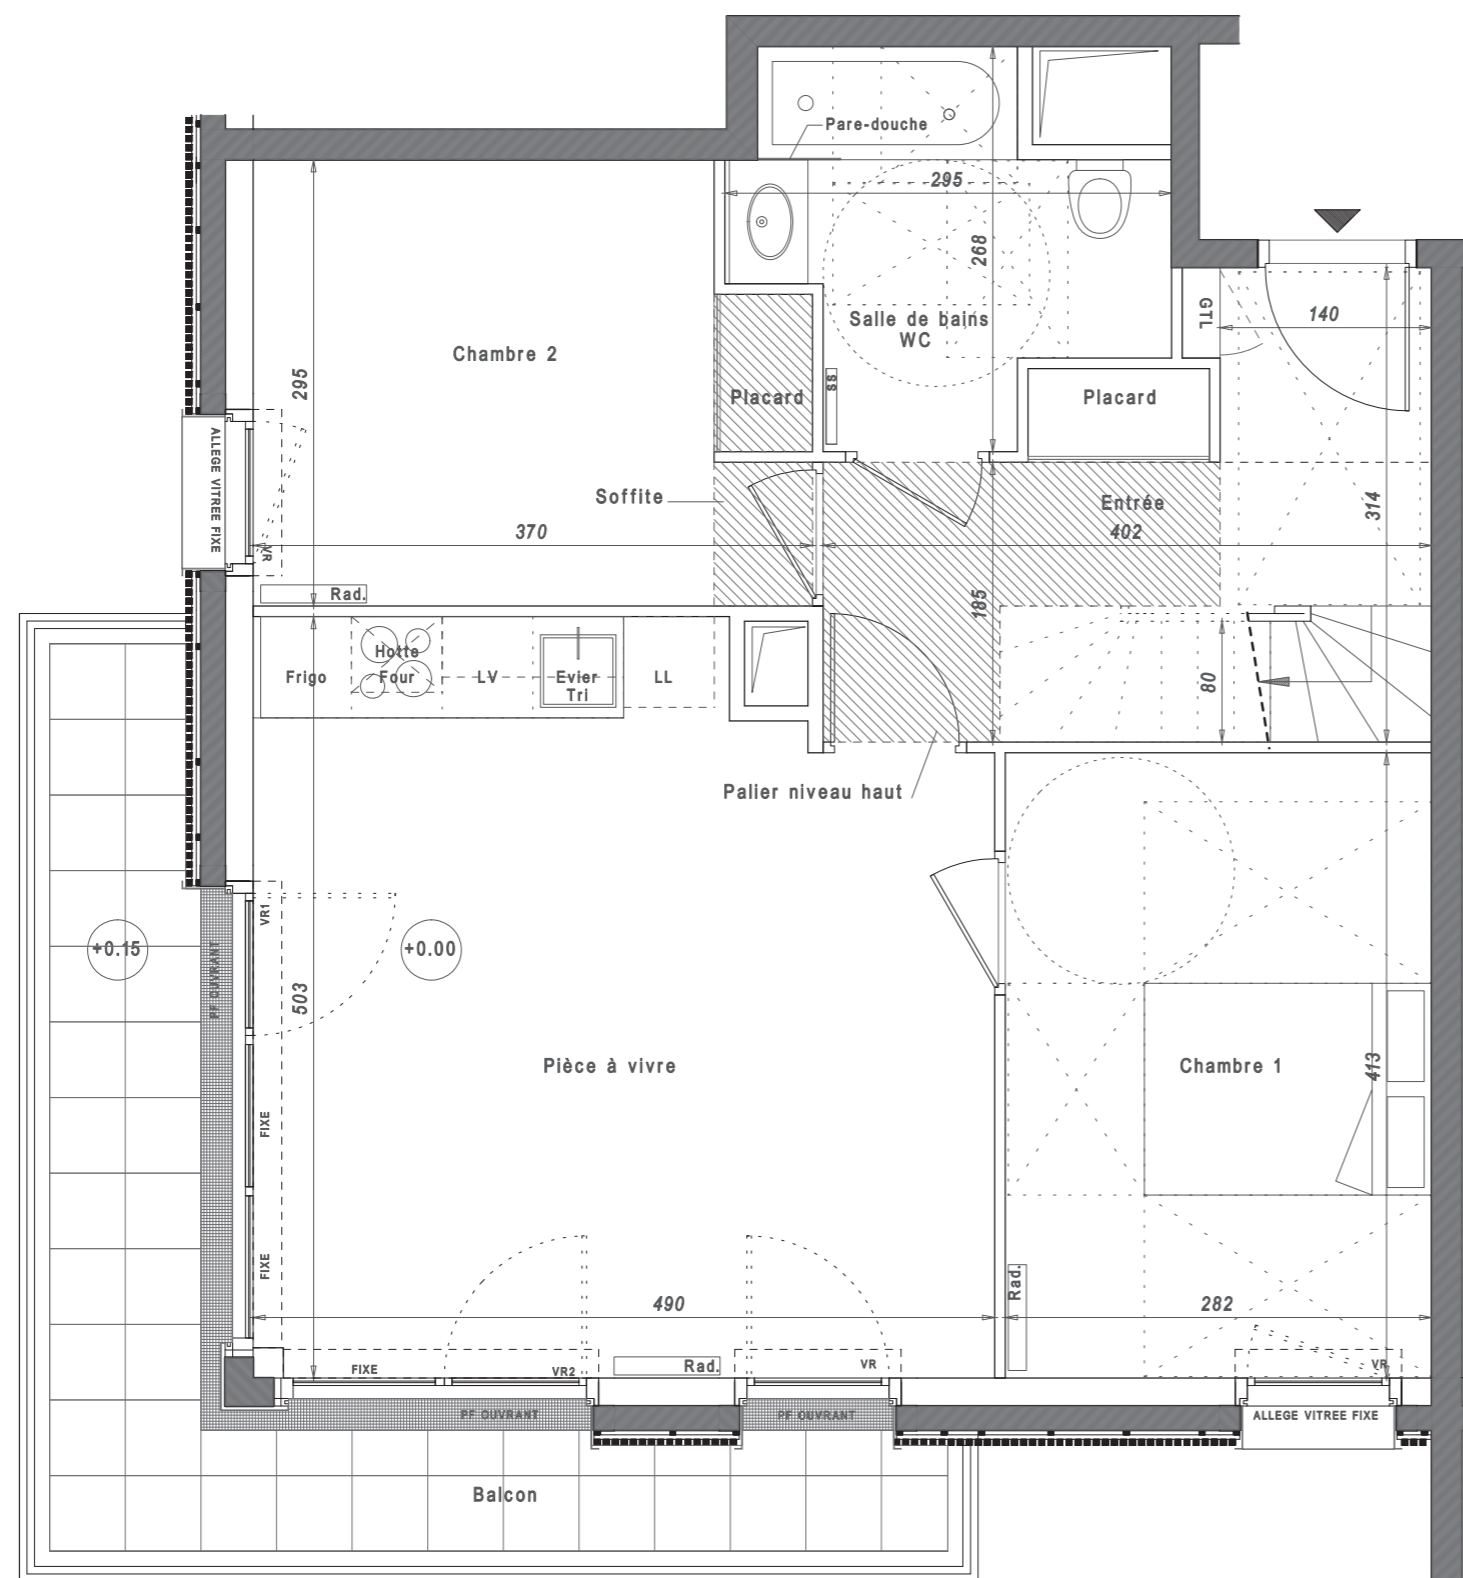 Pare-douche
295
268
GTL
140
Salle de bains
WC
Chambre 2
295
Placard
SS
Placard
ALLEGE VITREE FIXE
VR
Soffite
Entrée
370
402
314
Rad.
185
Hotte
Frigo
Four
LV
Evier
Tri
LL
80
Palier niveau haut
VR1
+0.15
+0.00
PF OUVRANT
503
Pièce à vivre
Chambre 1
413
FIXE
FIXE
Rad.
490
282
FIXE
VR2
Rad.
VR
VR
PF OUVRANT
PF OUVRANT
ALLEGE VITREE FIXE
Balcon